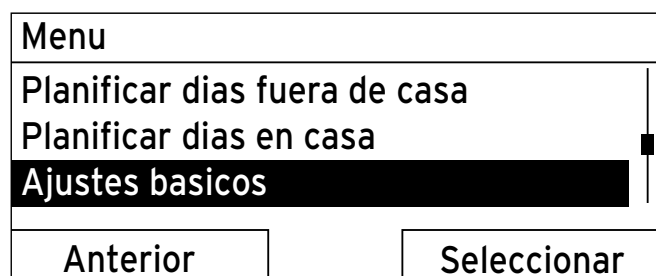 Menu
Planificar dias fuera de casa
Planificar dias en casa
Ajustes basicos
Anterior
Seleccionar